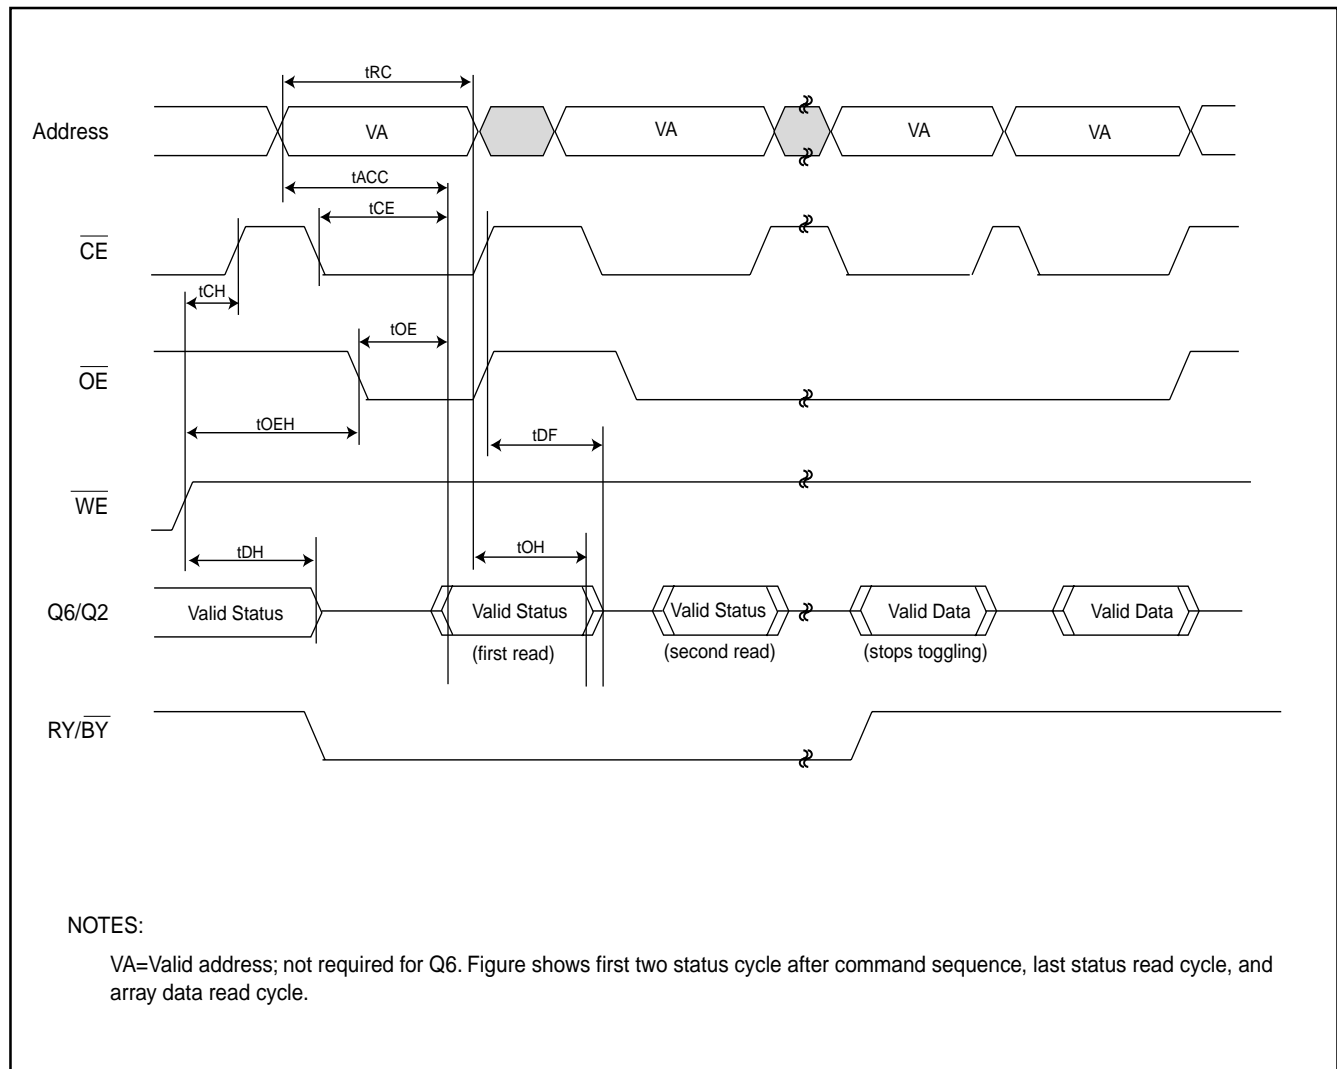 tRC
Address VA VA VA VA
tACC
tCE
CE
tCH
tOE
OE
tOEH
tDF
WE
tDH tOH
Q6/Q2 Valid Status Valid Status Valid Status Valid Data Valid Data
(first read) (second read) (stops toggling)
RY/BY
NOTES:
VA=Valid address; not required for Q6. Figure shows first two status cycle after command sequence, last status read cycle, and
array data read cycle.